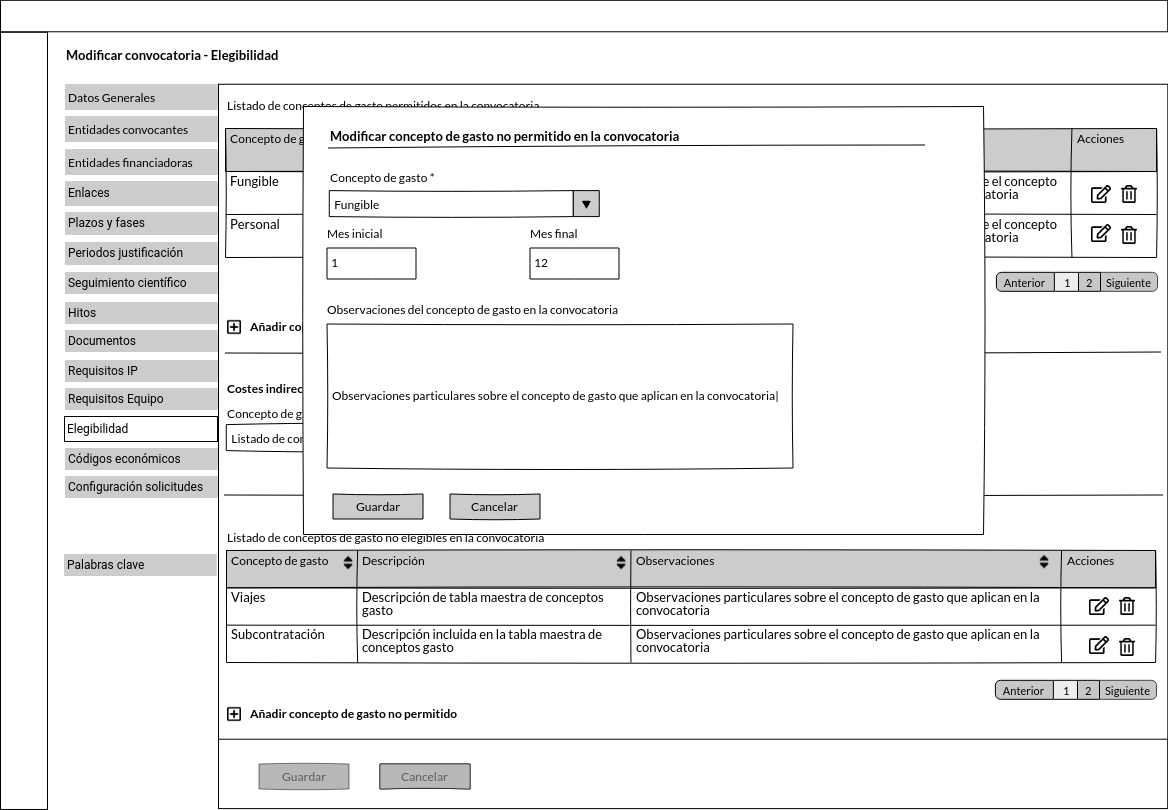 Modificar convocatoria - Elegibilidad
Datos Generales
Entidades convocantes
Entidades financiadoras
Enlaces
Plazos y fases
Periodos justificación
Seguimiento científico
Hitos
Documentos
Requisitos IP
Requisitos Equipo
Elegibilidad
Códigos económicos
Configuración solicitudes
Palabras clave
Listado de conceptos de gasto permitidos en la convocatoria
Concepto de g
Acciones
Fungible
e el concepto
atoria
Personal
e el concepto
atoria
Anterior 1 2 Siguiente
Añadir co
Costes indirec
Concepto de g
Listado de con
Modificar concepto de gasto no permitido en la convocatoria
Concepto de gasto *
Fungible
Mes inicial Mes final
1 12
Observaciones del concepto de gasto en la convocatoria
Observaciones particulares sobre el concepto de gasto que aplican en la convocatoria|
Guardar Cancelar
Listado de conceptos de gasto no elegibles en la convocatoria
Concepto de gasto Descripción Observaciones Acciones
Viajes
Descripción de tabla maestra de conceptos
gasto
Observaciones particulares sobre el concepto de gasto que aplican en la
convocatoria
Subcontratación
Descripción incluida en la tabla maestra de
conceptos gasto
Observaciones particulares sobre el concepto de gasto que aplican en la
convocatoria
Anterior 1 2 Siguiente
Añadir concepto de gasto no permitido
Guardar Cancelar